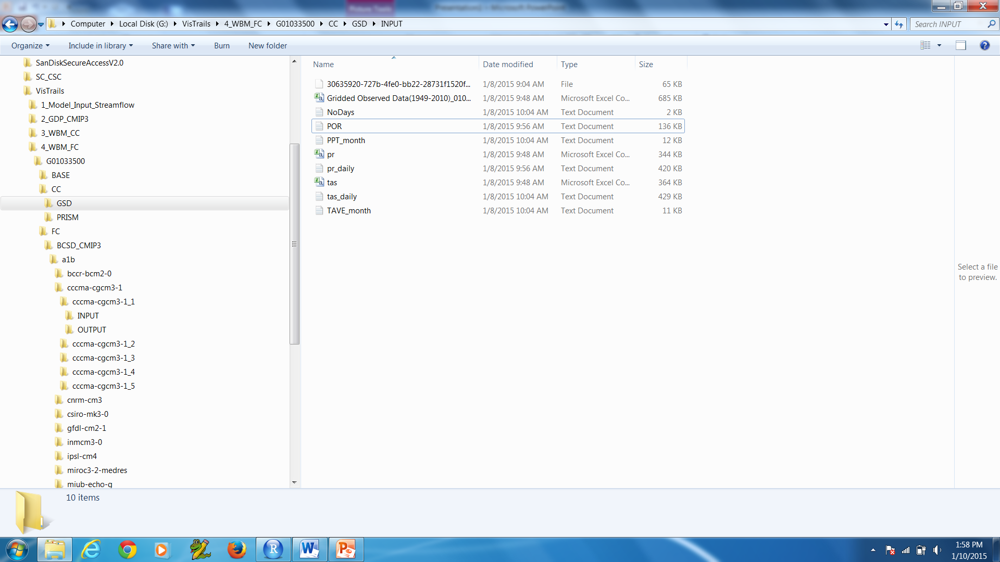 Picture Tools
Presentation2 - Microsoft PowerPoint
Computer Local Disk (G:) VisTrails 4_WBM_FC G01033500 CC GSD INPUT
Search INPUT
Organize Include in library Share with Burn New folder
SanDiskSecureAccessV2.0
SC_CSC
VisTrails
1_Model_Input_Streamflow
2_GDP_CMIP3
3_WBM_CC
4_WBM_FC
G01033500
BASE
CC
GSD
PRISM
FC
BCSD_CMIP3
a1b
bccr-bcm2-0
cccma-cgcm3-1
cccma-cgcm3-1_1
INPUT
OUTPUT
cccma-cgcm3-1_2
cccma-cgcm3-1_3
cccma-cgcm3-1_4
cccma-cgcm3-1_5
cnrm-cm3
csiro-mk3-0
gfdl-cm2-1
inmcm3-0
ipsl-cm4
miroc3-2-medres
miub-echo-g
Name Date modified Type Size
30635920-727b-4fe0-bb22-28731f1520f... 1/8/2015 9:04 AM File 65 KB
Gridded Observed Data(1949-2010)_010... 1/8/2015 9:48 AM Microsoft Excel Co... 685 KB
NoDays 1/8/2015 10:04 AM Text Document 2 KB
POR 1/8/2015 9:56 AM Text Document 136 KB
PPT_month 1/8/2015 10:04 AM Text Document 12 KB
pr 1/8/2015 9:48 AM Microsoft Excel Co... 344 KB
pr_daily 1/8/2015 9:56 AM Text Document 420 KB
tas 1/8/2015 9:48 AM Microsoft Excel Co... 364 KB
tas_daily 1/8/2015 10:04 AM Text Document 429 KB
TAVE_month 1/8/2015 10:04 AM Text Document 11 KB
Select a file
to preview.
10 items
1:58 PM
1/10/2015